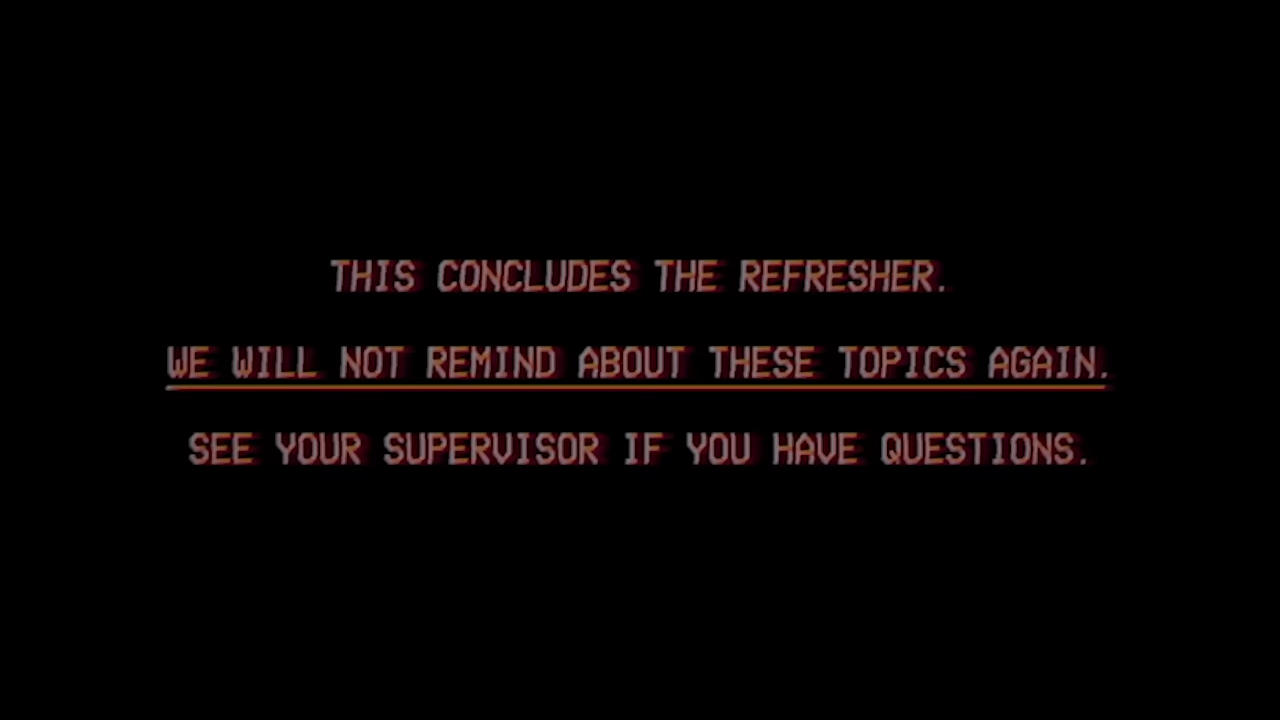 THIS CONCLUDES THE REFRESHER.
WE WILL NOT REMIND ABOUT THESE TOPICS AGAIN.
SEE YOUR SUPERVISOR IF YOU HAVE QUESTIONS.